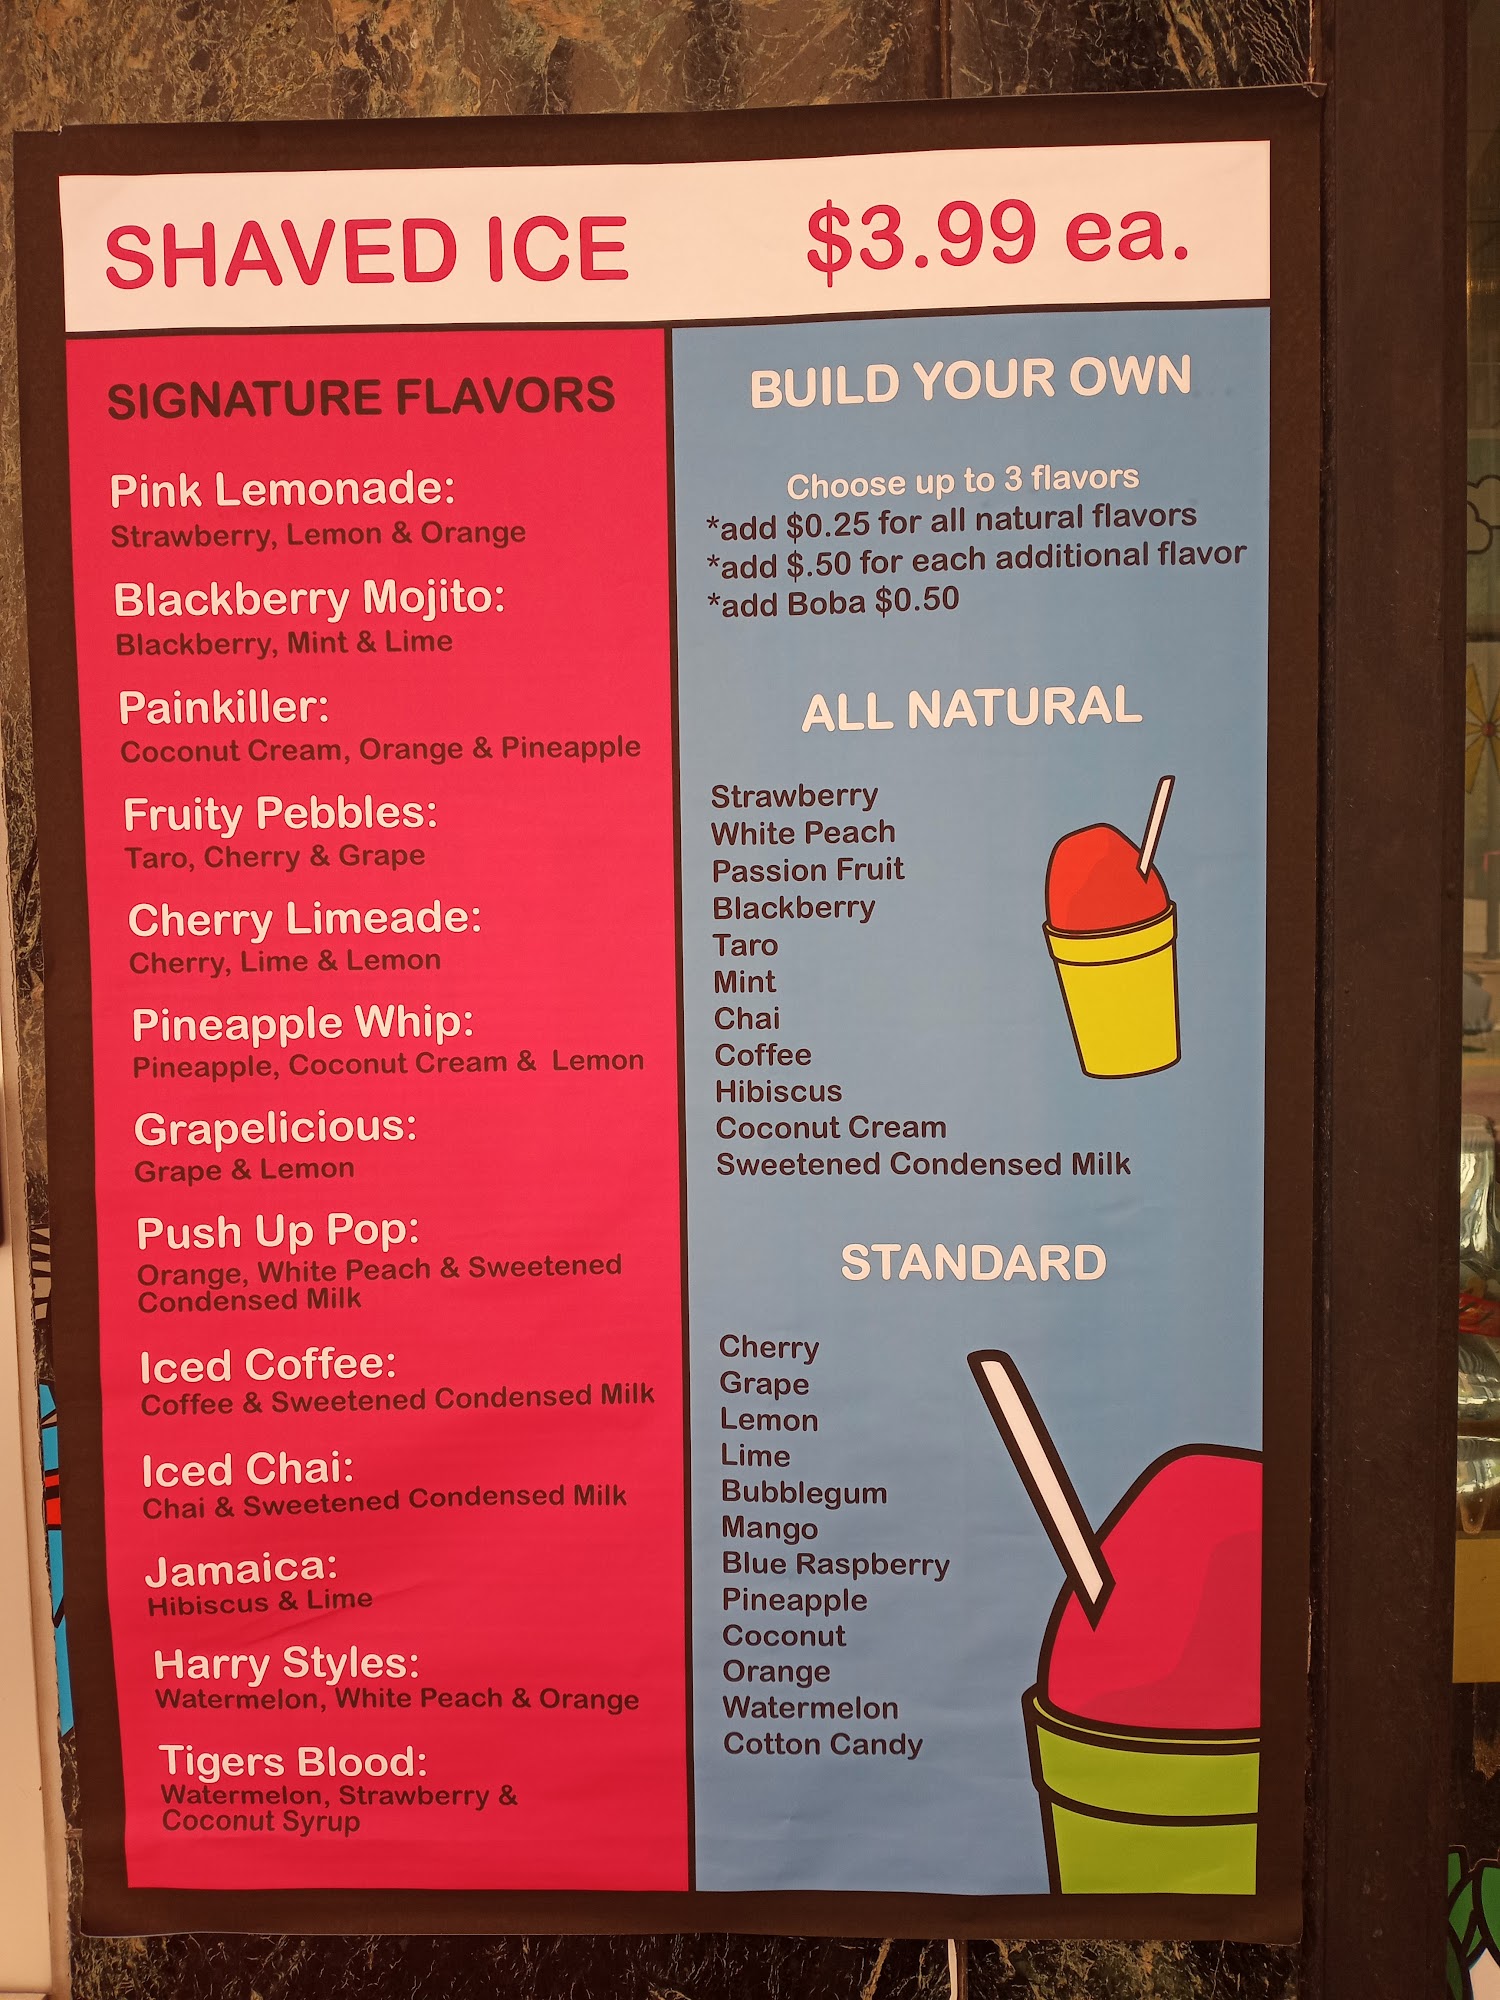 SHAVED ICE $3.99 ea.
SIGNATURE FLAVORS
Pink Lemonade:
Strawberry, Lemon & Orange
Blackberry Mojito:
Blackberry, Mint & Lime
Painkiller:
Coconut Cream, Orange & Pineapple
Fruity Pebbles:
Taro, Cherry & Grape
Cherry Limeade:
Cherry, Lime & Lemon
Pineapple Whip:
Pineapple, Coconut Cream & Lemon
Grapelicious:
Grape & Lemon
Push Up Pop:
Orange, White Peach & Sweetened
Condensed Milk
Iced Coffee:
Coffee & Sweetened Condensed Milk
Iced Chai:
Chai & Sweetened Condensed Milk
Jamaica:
Hibiscus & Lime
Harry Styles:
Watermelon, White Peach & Orange
Tigers Blood:
Watermelon, Strawberry &
Coconut Syrup
BUILD YOUR OWN
Choose up to 3 flavors
*add $0.25 for all natural flavors
*add $.50 for each additional flavor
*add Boba $0.50
ALL NATURAL
Strawberry
White Peach
Passion Fruit
Blackberry
Taro
Mint
Chai
Coffee
Hibiscus
Coconut Cream
Sweetened Condensed Milk
STANDARD
Cherry
Grape
Lemon
Lime
Bubblegum
Mango
Blue Raspberry
Pineapple
Coconut
Orange
Watermelon
Cotton Candy